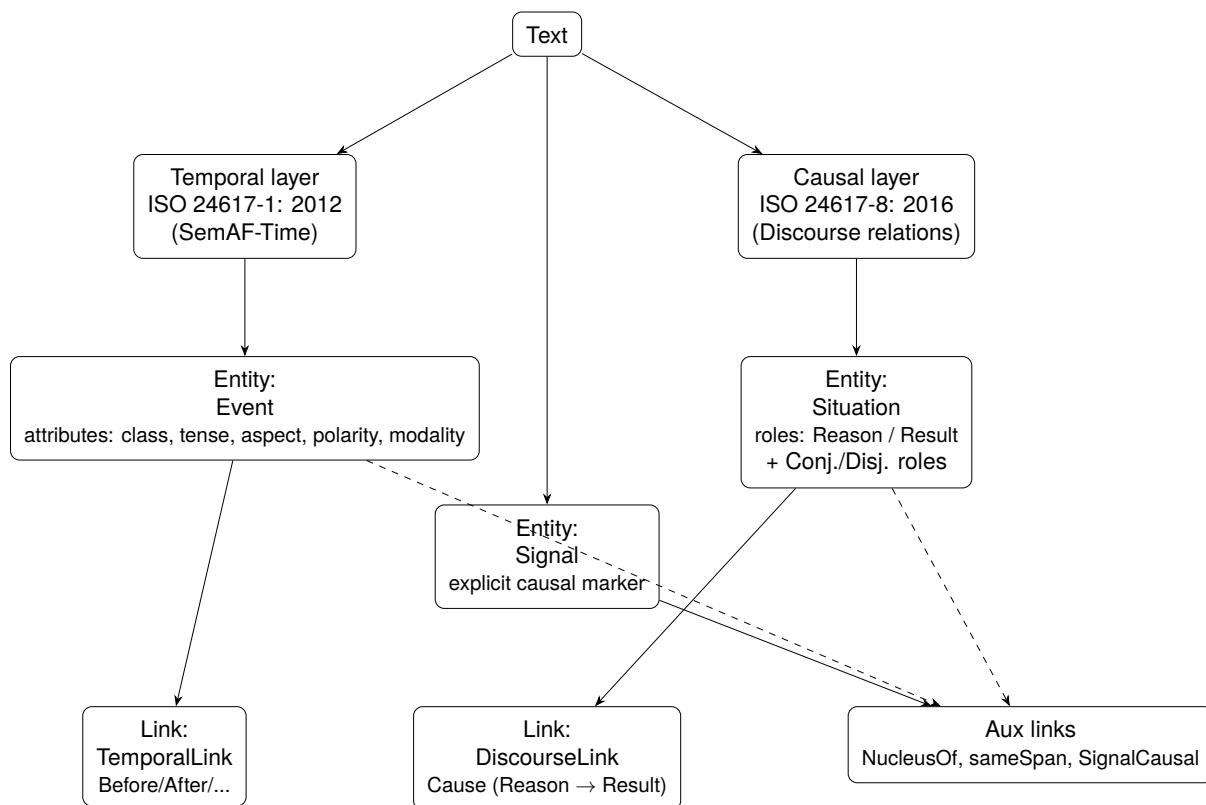 Text
Temporal layer
ISO 24617-1: 2012
(SemAF-Time)
Causal layer
ISO 24617-8: 2016
(Discourse relations)
Entity:
Event
attributes: class, tense, aspect, polarity, modality
Entity:
Situation
roles: Reason / Result
+ Conj./Disj. roles
Entity:
Signal
explicit causal marker
Link:
TemporalLink
Before/After/...
Link:
DiscourseLink
Cause (Reason → Result)
Aux links
NucleusOf, sameSpan, SignalCausal